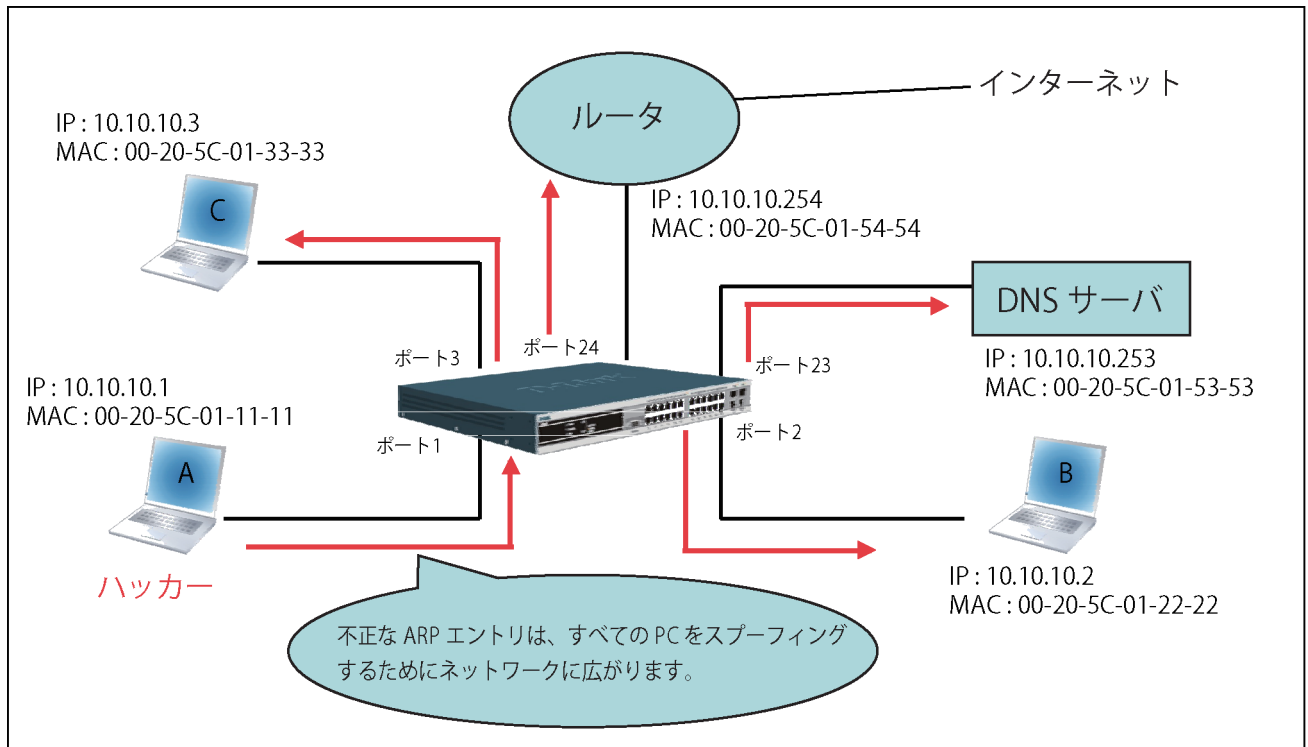 インターネット
ルータ
IP : 10.10.10.3
MAC : 00-20-5C-01-33-33
C
IP : 10.10.10.254
MAC : 00-20-5C-01-54-54
DNS サーバ
ポート3
ポート24
ポート23
IP : 10.10.10.253
MAC : 00-20-5C-01-53-53
IP : 10.10.10.1
MAC : 00-20-5C-01-11-11
ポート1
ポート2
A
B
ハッカー
IP : 10.10.10.2
MAC : 00-20-5C-01-22-22
不正な ARP エントリは、すべての PC をスプーフィング
するためにネットワークに広がります。